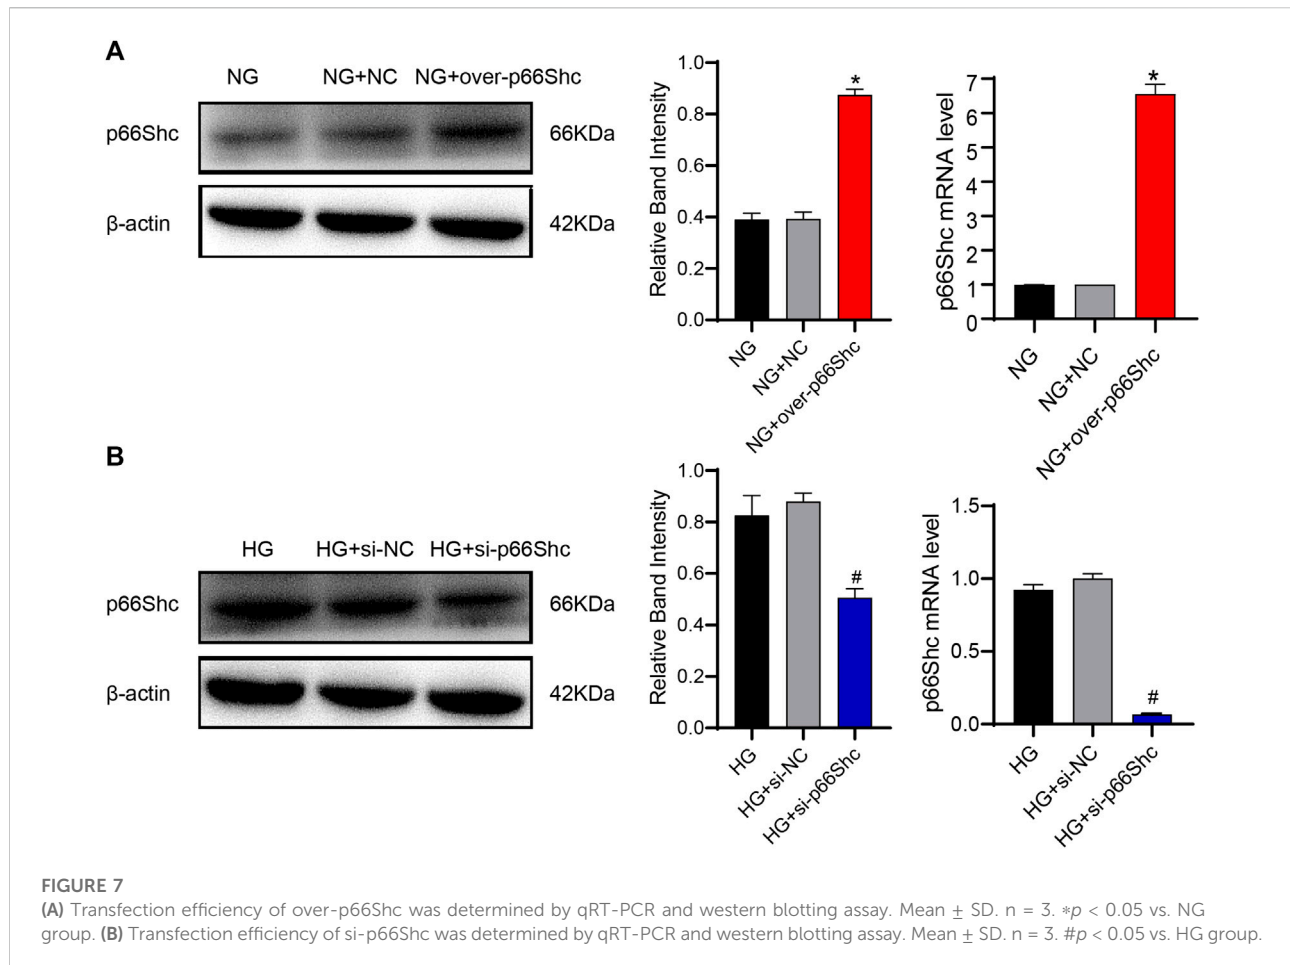 A
NG NG+NC NG+over-p66Shc
p66Shc 66KDa
β-actin 42KDa
Relative Band Intensity
1.0
0.8
0.6
0.4
0.2
0.0
*
NG
NG+NC
NG+over-p66Shc
p66Shc mRNA level
7
6
5
4
3
2
1
0
*
NG
NG+NC
NG+over-p66Shc
B
HG HG+si-NC HG+si-p66Shc
p66Shc 66KDa
β-actin 42KDa
Relative Band Intensity
1.0
0.8
0.6
0.4
0.2
0.0
#
HG
HG+si-NC
HG+si-p66Shc
p66Shc mRNA level
1.5
1.0
0.5
0.0
#
HG
HG+si-NC
HG+si-p66Shc
FIGURE 7
(A) Transfection efficiency of over-p66Shc was determined by qRT-PCR and western blotting assay. Mean ± SD. n = 3. *p < 0.05 vs. NG
group. (B) Transfection efficiency of si-p66Shc was determined by qRT-PCR and western blotting assay. Mean ± SD. n = 3. #p < 0.05 vs. HG group.